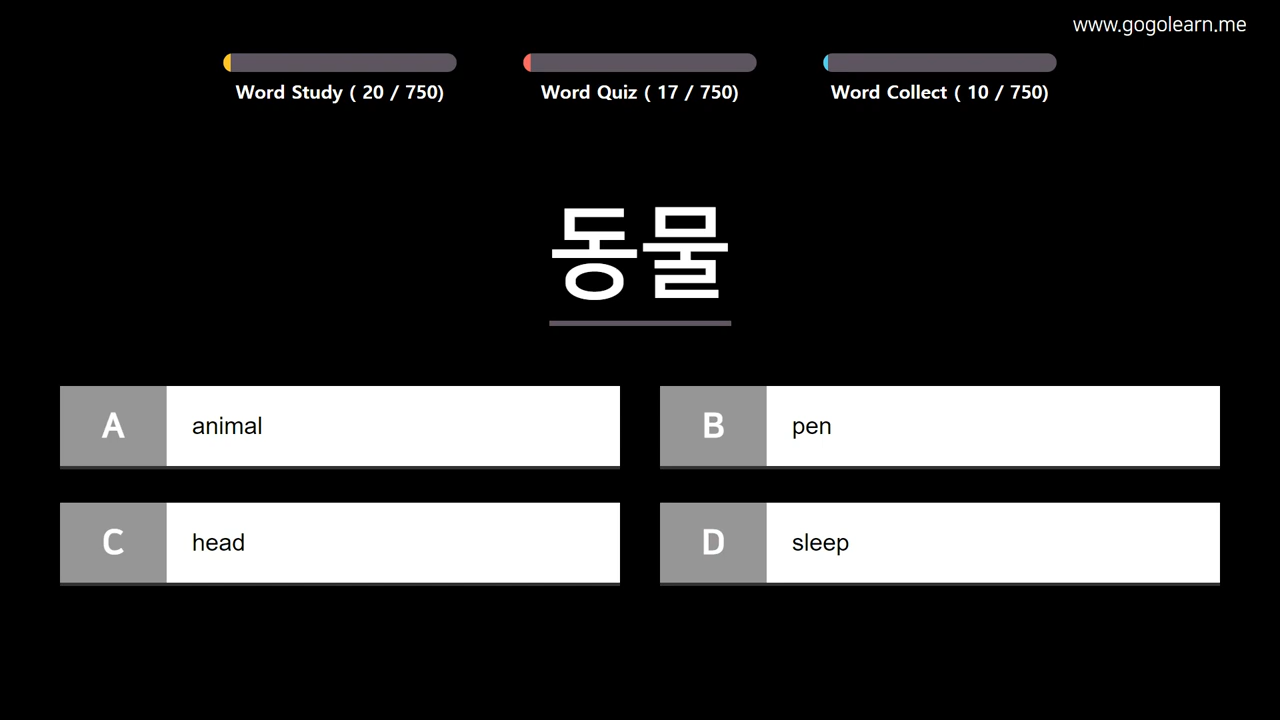 www.gogolearn.me
Word Study ( 20 / 750)
Word Quiz ( 17 / 750)
Word Collect ( 10 / 750)
동물
A animal
B pen
C head
D sleep